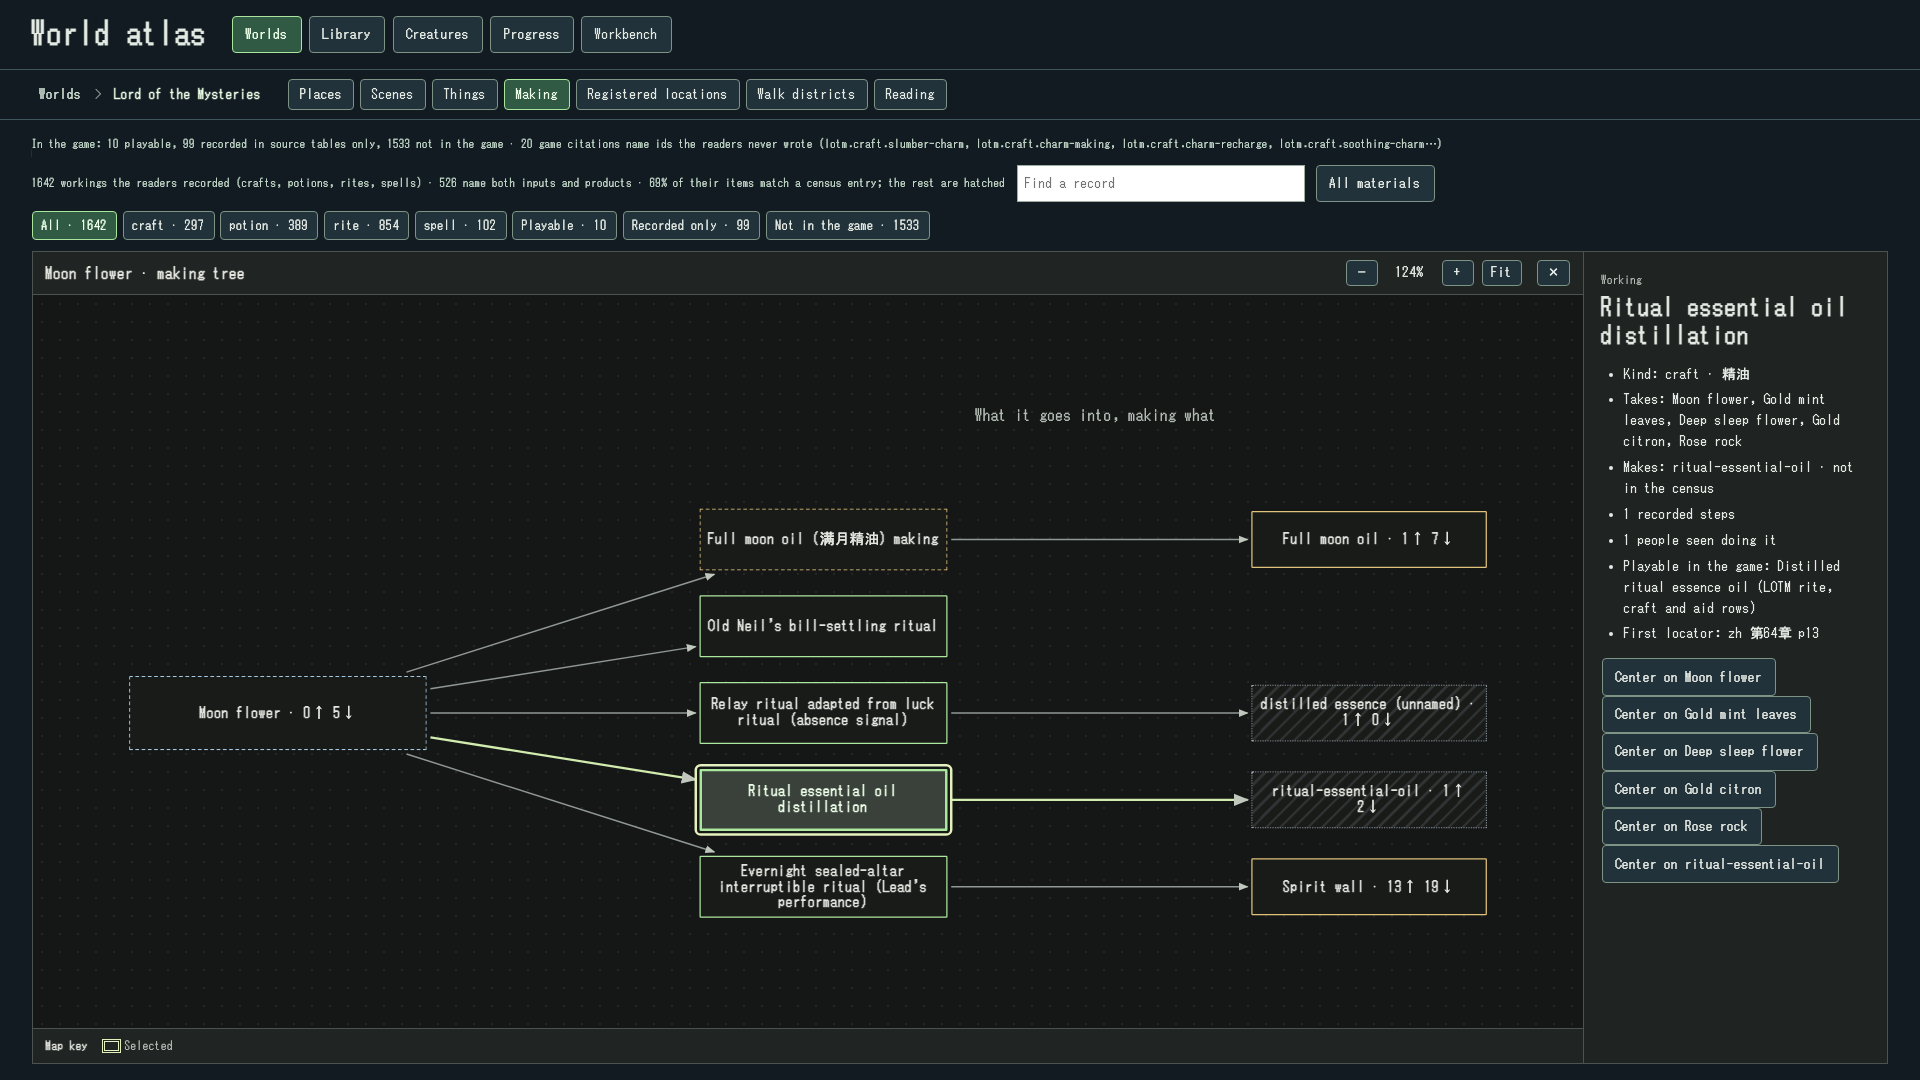 World atlas
Worlds
Library
Creatures
Progress
Workbench
Worlds > Lord of the Mysteries
Places
Scenes
Things
Making
Registered locations
Walk districts
Reading
In the game: 10 playable, 99 recorded in source tables only, 1533 not in the game · 20 game citations name ids the readers never wrote (lotm.craft.slumber-charm, lotm.craft.charm-making, lotm.craft.charm-recharge, lotm.craft.soothing-charm…)
1642 workings the readers recorded (crafts, potions, rites, spells) · 526 name both inputs and products · 69% of their items match a census entry; the rest are hatched
Find a record
All materials
All · 1642
craft · 297
potion · 389
rite · 854
spell · 102
Playable · 10
Recorded only · 99
Not in the game · 1533
Moon flower · making tree
−
124%
+
Fit
×
What it goes into, making what
Full moon oil (满月精油) making
Full moon oil · 1↑ 7↓
Old Neil's bill-settling ritual
Moon flower · 0↑ 5↓
Relay ritual adapted from luck
ritual (absence signal)
distilled essence (unnamed) ·
1↑ 0↓
Ritual essential oil
distillation
ritual-essential-oil · 1↑
2↓
Evernight sealed-altar
interruptible ritual (Lead's
performance)
Spirit wall · 13↑ 19↓
Map key
Selected
Working
Ritual essential oil
distillation
• Kind: craft · 精油
• Takes: Moon flower, Gold mint
leaves, Deep sleep flower, Gold
citron, Rose rock
• Makes: ritual-essential-oil · not
in the census
• 1 recorded steps
• 1 people seen doing it
• Playable in the game: Distilled
ritual essence oil (LOTM rite,
craft and aid rows)
• First locator: zh 第64章 p13
Center on Moon flower
Center on Gold mint leaves
Center on Deep sleep flower
Center on Gold citron
Center on Rose rock
Center on ritual-essential-oil